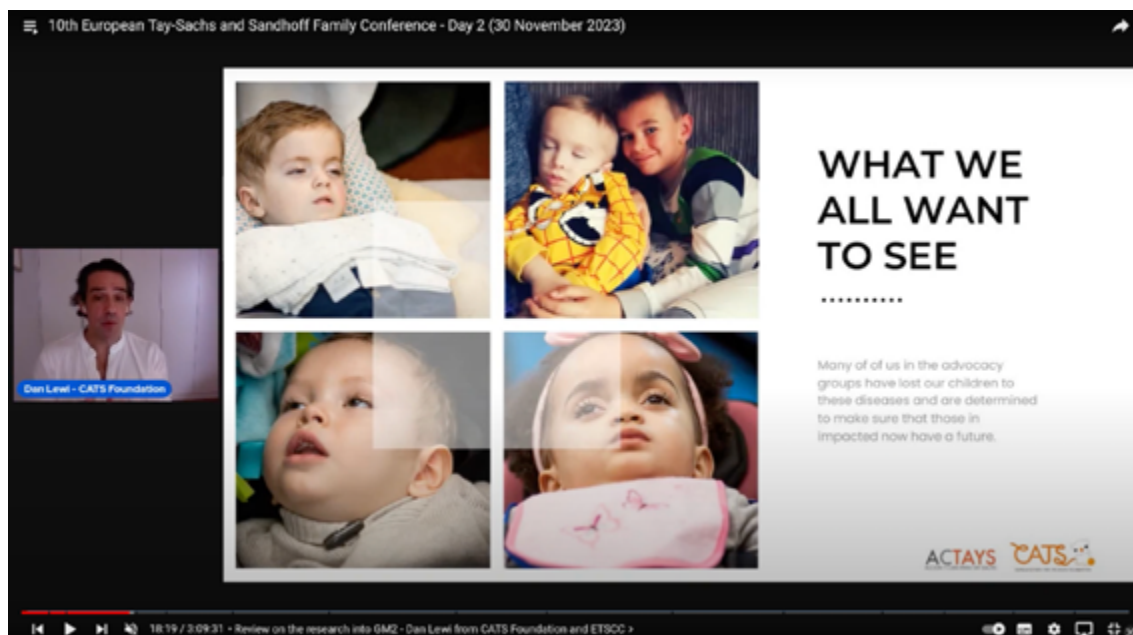 10th European Tay-Sachs and Sandhoff Family Conference - Day 2 (30 November 2023)
WHAT WE
ALL WANT
TO SEE
Many of of us in the advocacy
groups have lost our children to
these diseases and are determined
to make sure that those in
impacted now have a future.
Dan Lewi - CATS Foundation
ACTAYS
CATS
18:19 / 3:09:31 • Review on the research into GM2 - Dan Lewi from CATS Foundation and ETSCC >